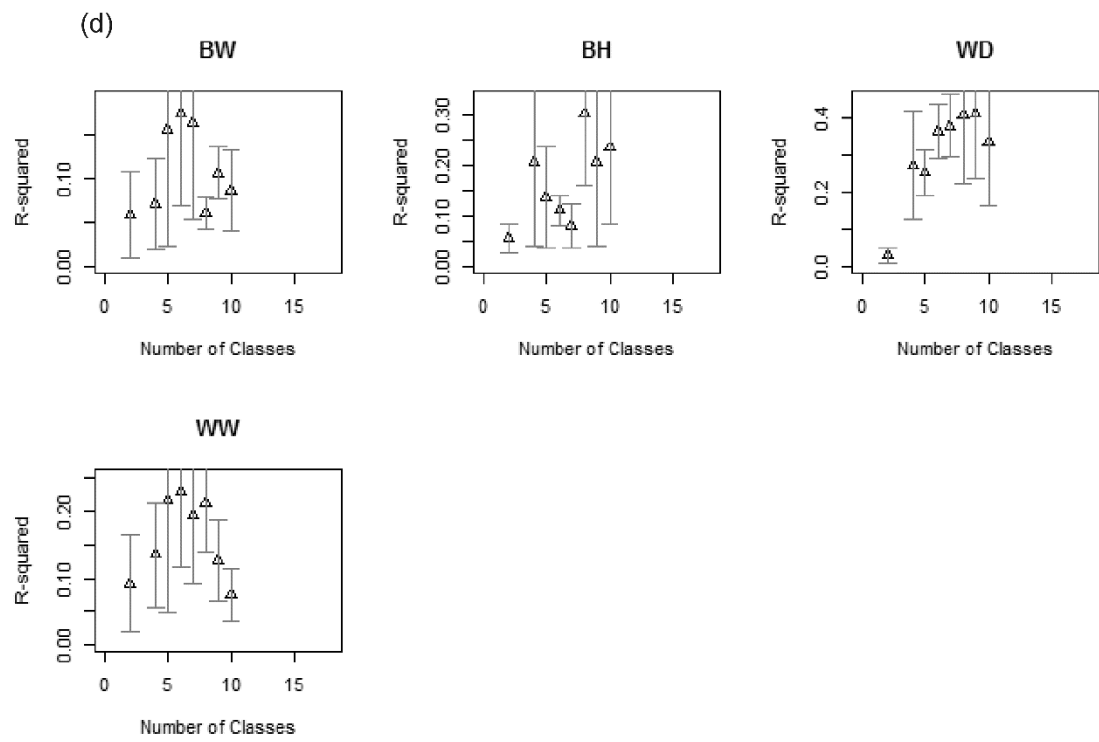 (d)
BW
R-squared
0.00 0.10
0 5 10 15
Number of Classes
BH
R-squared
0.00 0.10 0.20 0.30
0 5 10 15
Number of Classes
WD
R-squared
0.0 0.2 0.4
0 5 10 15
Number of Classes
WW
R-squared
0.00 0.10 0.20
0 5 10 15
Number of Classes